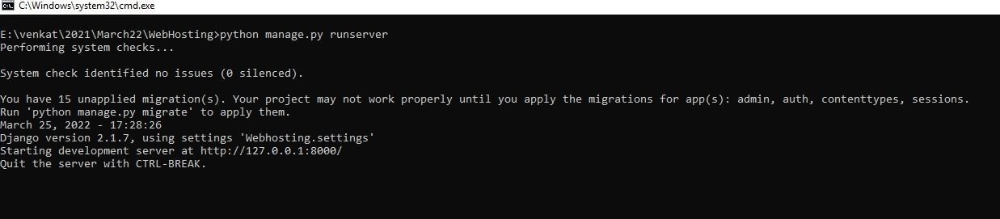 C:\Windows\system32\cmd.exe
E:\venkat\2021\March22\WebHosting>python manage.py runserver
Performing system checks...
System check identified no issues (0 silenced).
You have 15 unapplied migration(s). Your project may not work properly until you apply the migrations for app(s): admin, auth, contenttypes, sessions.
Run 'python manage.py migrate' to apply them.
March 25, 2022 - 17:28:26
Django version 2.1.7, using settings 'Webhosting.settings'
Starting development server at http://127.0.0.1:8000/
Quit the server with CTRL-BREAK.